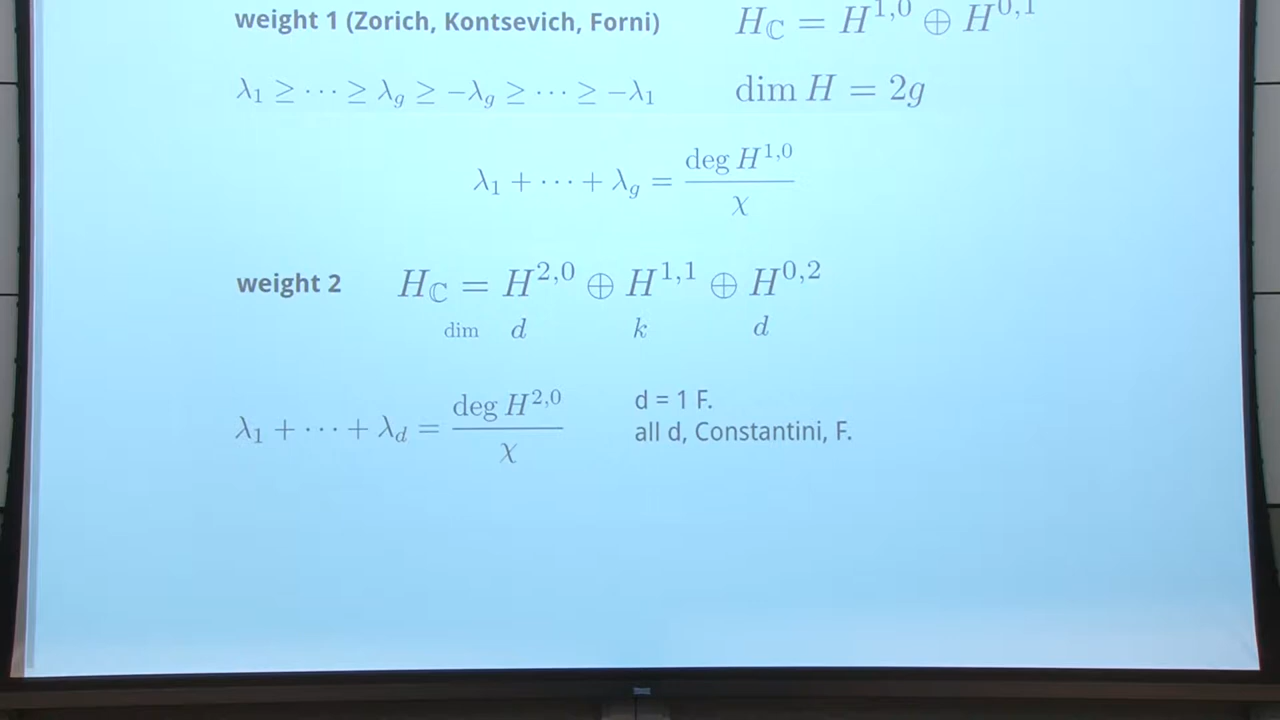 weight 1 (Zorich, Kontsevich, Forni) H_ℂ = H^{1,0} ⊕ H^{0,1}
λ_1 ≥ ⋯ ≥ λ_g ≥ −λ_g ≥ ⋯ ≥ −λ_1 dim H = 2g
λ_1 + ⋯ + λ_g = \frac{deg H^{1,0}}{χ}
weight 2 H_ℂ = H^{2,0} ⊕ H^{1,1} ⊕ H^{0,2}
dim d k d
λ_1 + ⋯ + λ_d = \frac{deg H^{2,0}}{χ}
d = 1 F.
all d, Constantini, F.